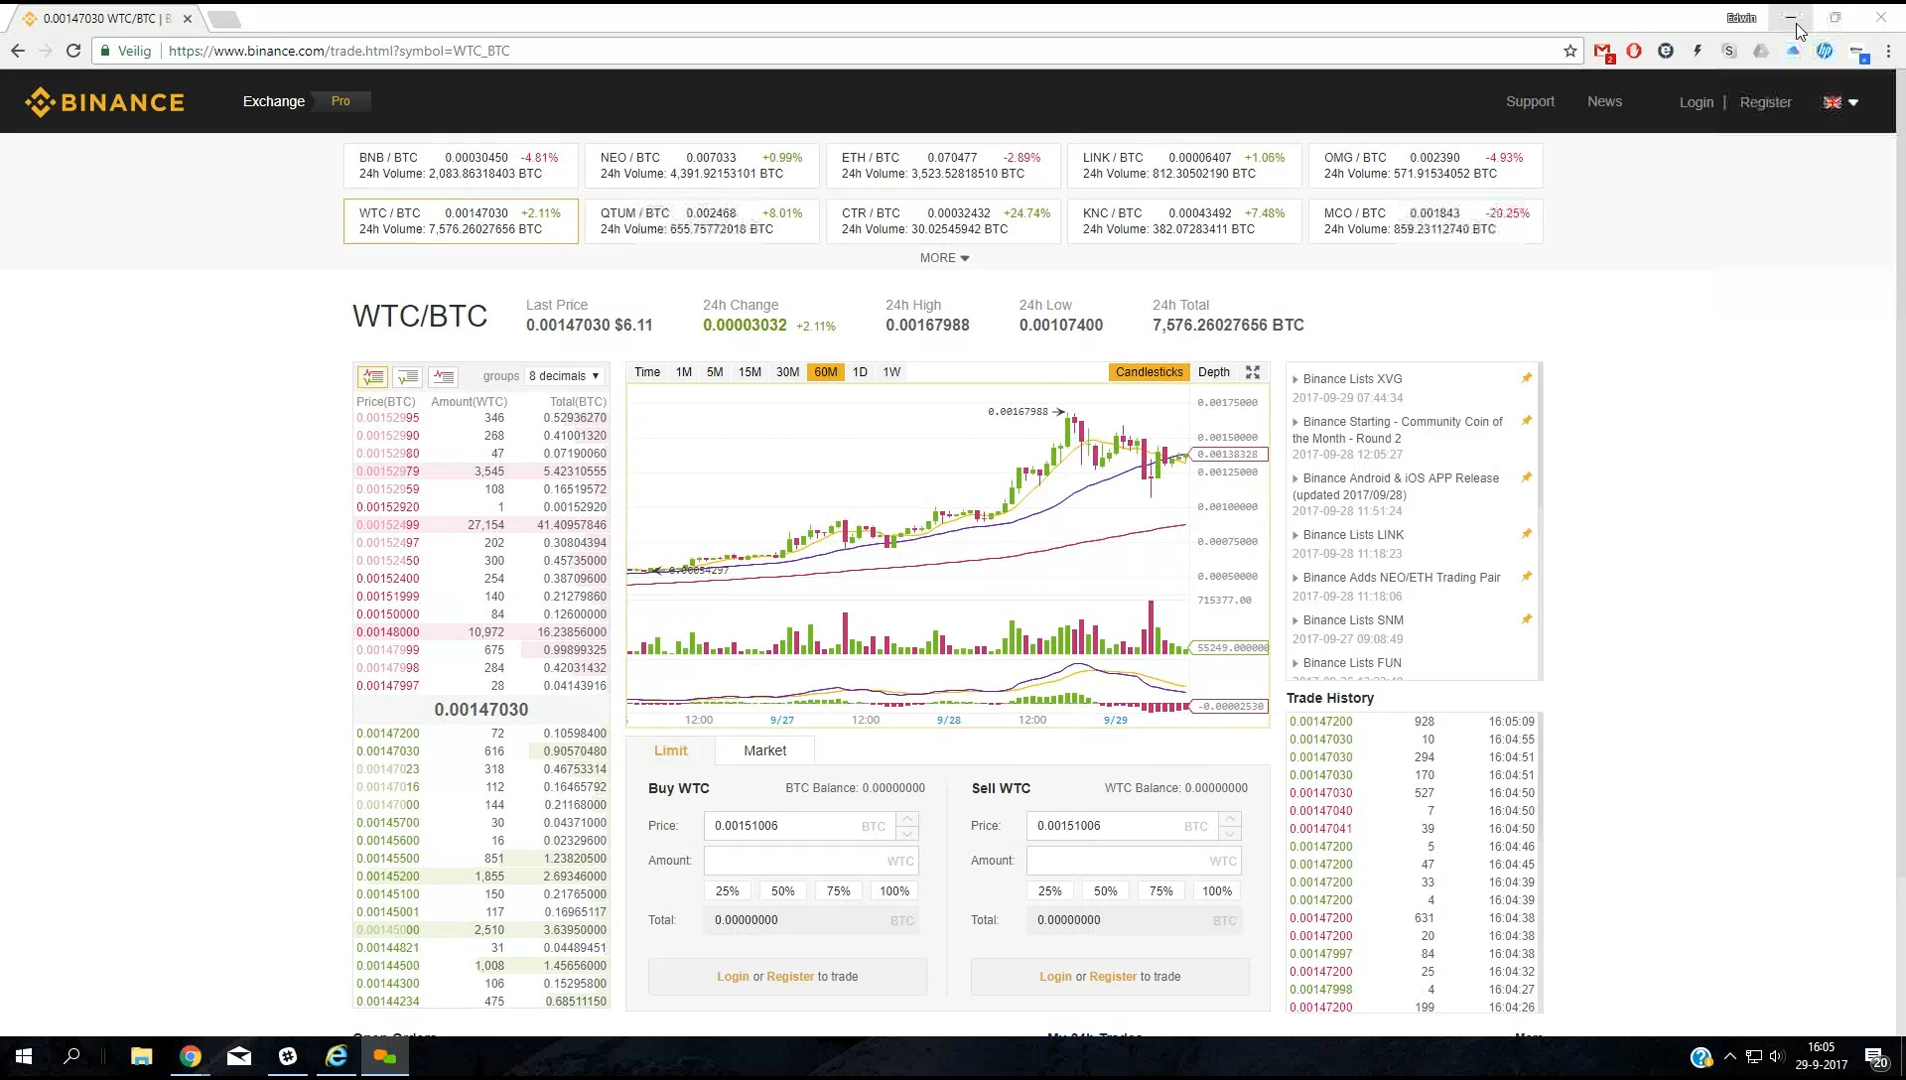 0.00147030 WTC/BTC | B
Edwin
Veilig
https://www.binance.com/trade.html?symbol=WTC_BTC
2
BINANCE
Exchange
Pro
Support
News
Login | Register
BNB / BTC 0.00030450 -4.81%
24h Volume: 2,083.86318403 BTC
NEO / BTC 0.007033 +0.99%
24h Volume: 4,391.92153101 BTC
ETH / BTC 0.070477 -2.89%
24h Volume: 3,523.52818510 BTC
LINK / BTC 0.00006407 +1.06%
24h Volume: 812.30502190 BTC
OMG / BTC 0.002390 -4.93%
24h Volume: 571.91534052 BTC
WTC / BTC 0.00147030 +2.11%
24h Volume: 7,576.26027656 BTC
QTUM / BTC 0.002468 +8.01%
24h Volume: 655.75772018 BTC
CTR / BTC 0.00032432 +24.74%
24h Volume: 30.02545942 BTC
KNC / BTC 0.00043492 +7.48%
24h Volume: 382.07283411 BTC
MCO / BTC 0.001843 -20.25%
24h Volume: 859.23112740 BTC
MORE
WTC/BTC
Last Price
0.00147030 $6.11
24h Change
0.00003032 +2.11%
24h High
0.00167988
24h Low
0.00107400
24h Total
7,576.26027656 BTC
groups 8 decimals
Price(BTC) Amount(WTC) Total(BTC)
0.00152995 346 0.52936270
0.00152990 268 0.41001320
0.00152980 47 0.07190060
0.00152979 3,545 5.42310555
0.00152959 108 0.16519572
0.00152920 1 0.00152920
0.00152499 27,154 41.40957846
0.00152497 202 0.30804394
0.00152450 300 0.45735000
0.00152400 254 0.38709600
0.00151999 140 0.21279860
0.00150000 84 0.12600000
0.00148000 10,972 16.23856000
0.00147999 675 0.99899325
0.00147998 284 0.42031432
0.00147997 28 0.04143916
0.00147030
0.00147200 72 0.10598400
0.00147030 616 0.90570480
0.00147023 318 0.46753314
0.00147016 112 0.16465792
0.00147000 144 0.21168000
0.00145700 30 0.04371000
0.00145600 16 0.02329600
0.00145500 851 1.23820500
0.00145200 1,855 2.69346000
0.00145100 150 0.21765000
0.00145001 117 0.16965117
0.00145000 2,510 3.63950000
0.00144821 31 0.04489451
0.00144500 1,008 1.45656000
0.00144300 106 0.15295800
0.00144234 475 0.68511150
Time 1M 5M 15M 30M 60M 1D 1W
Candlesticks Depth
0.00167988
0.00054297
0.00175000
0.00150000
0.00138328
0.00125000
0.00100000
0.00075000
0.00050000
715377.00
55249.000000
-0.00002530
12:00 9/27 12:00 9/28 12:00 9/29
Limit Market
Buy WTC BTC Balance: 0.00000000
Price: 0.00151006 BTC
Amount: WTC
25% 50% 75% 100%
Total: 0.00000000 BTC
Login or Register to trade
Sell WTC WTC Balance: 0.00000000
Price: 0.00151006 BTC
Amount: WTC
25% 50% 75% 100%
Total: 0.00000000 BTC
Login or Register to trade
Binance Lists XVG
2017-09-29 07:44:34
Binance Starting - Community Coin of
the Month - Round 2
2017-09-28 12:05:27
Binance Android & iOS APP Release
(updated 2017/09/28)
2017-09-28 11:51:24
Binance Lists LINK
2017-09-28 11:18:23
Binance Adds NEO/ETH Trading Pair
2017-09-28 11:18:06
Binance Lists SNM
2017-09-27 09:08:49
Binance Lists FUN
Trade History
0.00147200 928 16:05:09
0.00147030 10 16:04:55
0.00147030 294 16:04:51
0.00147030 170 16:04:51
0.00147030 527 16:04:50
0.00147040 7 16:04:50
0.00147041 39 16:04:50
0.00147200 5 16:04:46
0.00147200 47 16:04:45
0.00147200 33 16:04:39
0.00147200 4 16:04:39
0.00147200 631 16:04:38
0.00147200 20 16:04:38
0.00147997 84 16:04:38
0.00147200 25 16:04:32
0.00147998 4 16:04:27
0.00147200 199 16:04:26
Open Orders
My 24h Trades
More
16:05
29-9-2017
20